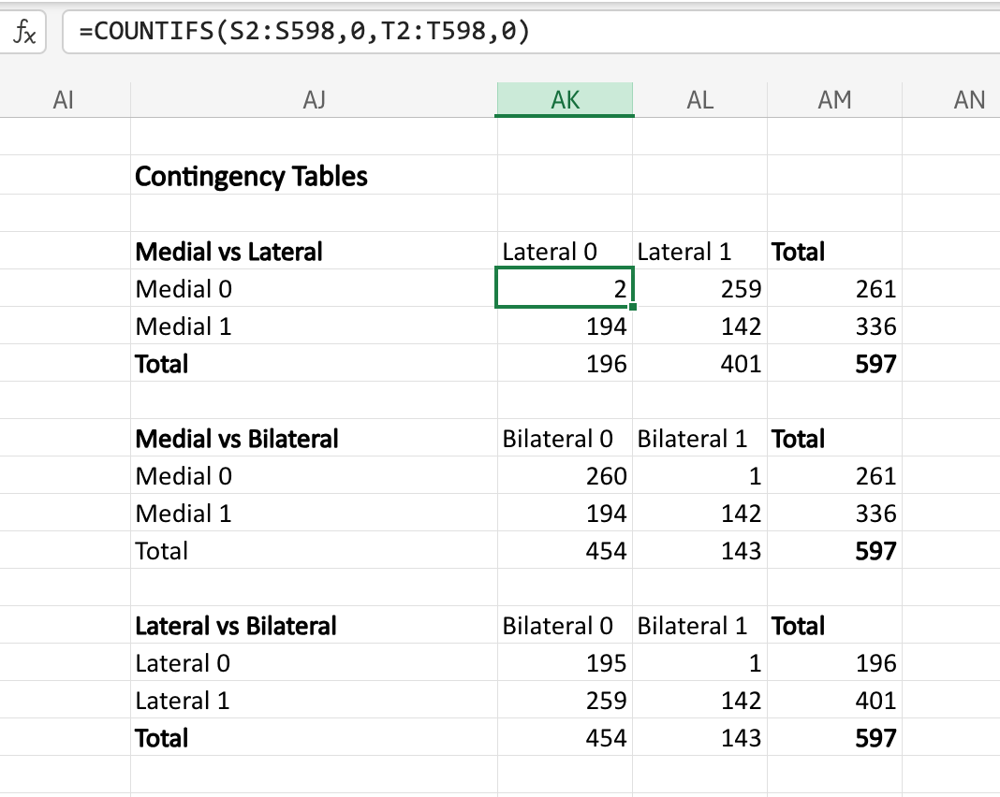 fx =COUNTIFS(S2:S598,0,T2:T598,0)
AI AJ AK AL AM AN
Contingency Tables
Medial vs Lateral Lateral 0 Lateral 1 Total
Medial 0 2 259 261
Medial 1 194 142 336
Total 196 401 597
Medial vs Bilateral Bilateral 0 Bilateral 1 Total
Medial 0 260 1 261
Medial 1 194 142 336
Total 454 143 597
Lateral vs Bilateral Bilateral 0 Bilateral 1 Total
Lateral 0 195 1 196
Lateral 1 259 142 401
Total 454 143 597